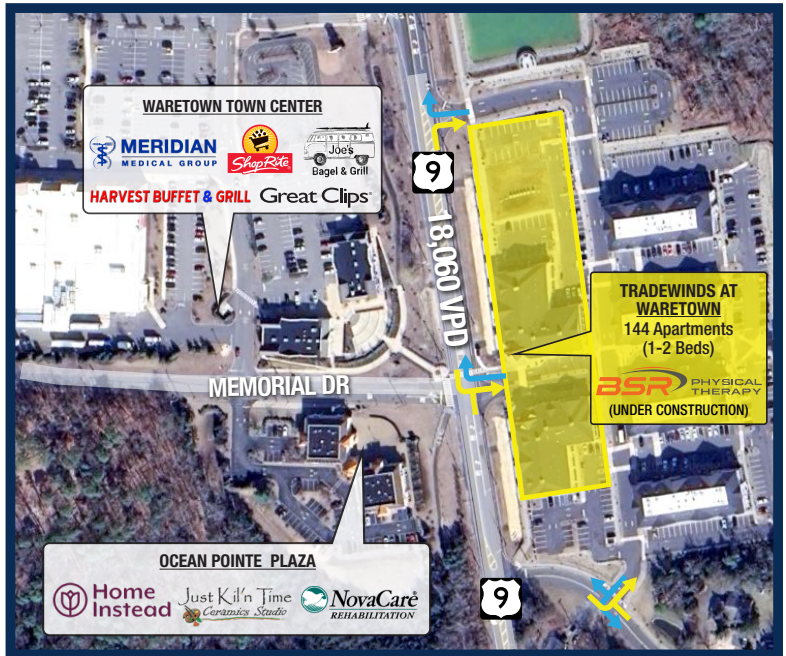 WARETOWN TOWN CENTER
MERIDIAN
MEDICAL GROUP
ShopRite
Joe's
Bagel & Grill
HARVEST BUFFET & GRILL
Great Clips®
9
18,060 VPD
TRADEWINDS AT
WARETOWN
144 Apartments
(1-2 Beds)
BSR PHYSICAL
THERAPY
(UNDER CONSTRUCTION)
MEMORIAL DR
OCEAN POINTE PLAZA
Home
Instead
Just Kil'n Time
Ceramics Studio
NovaCare®
REHABILITATION
9